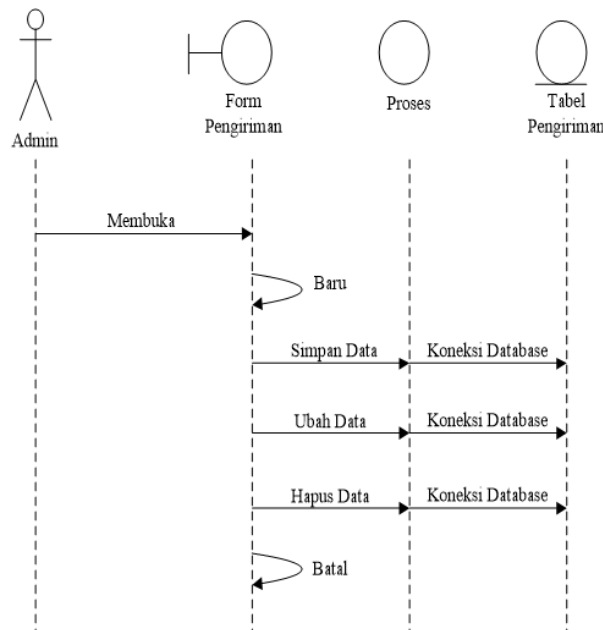 Admin
Form
Pengiriman
Proses
Tabel
Pengiriman
Membuka
Baru
Simpan Data
Koneksi Database
Ubah Data
Koneksi Database
Hapus Data
Koneksi Database
Batal